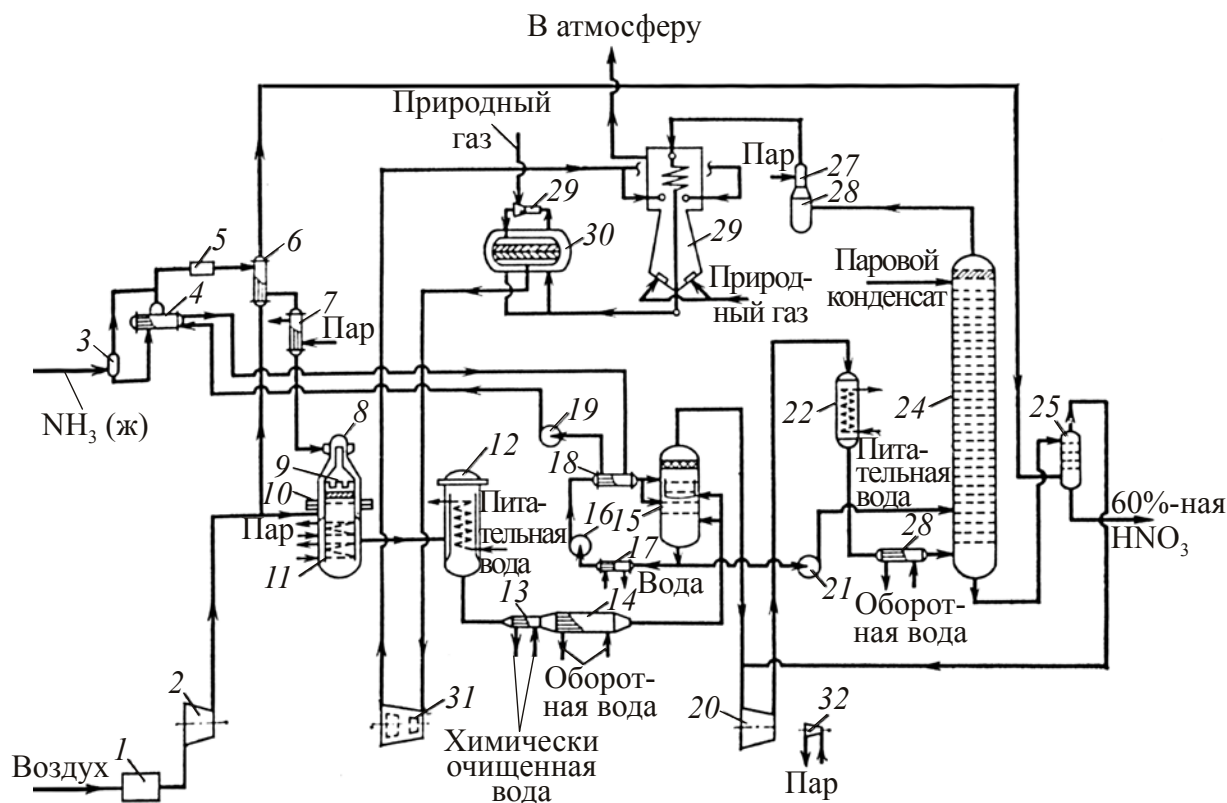 В атмосферу
Природный
газ
Пар
27
28
29
6
5
30
29
4
7
Паровой
конденсат
Природ-
ный газ
Пар
3
NH₃ (ж)
8
19
22
24
25
12
9
18
Пита-
тельная
вода
10
Пита-
тельная
вода
16
15
60%-ная
HNO₃
Пар
28
17
11
Вода
21
13
14
Оборот-
ная вода
Оборот-
ная вода
2
31
20
32
Химически
очищенная
вода
1
Воздух
Пар